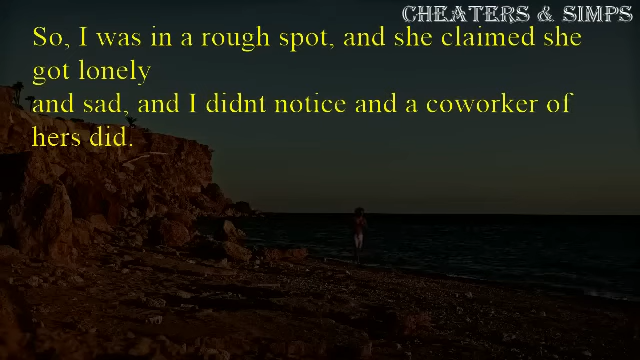 CHEATERS & SIMPS
So, I was in a rough spot, and she claimed she
got lonely
and sad, and I didnt notice and a coworker of
hers did.